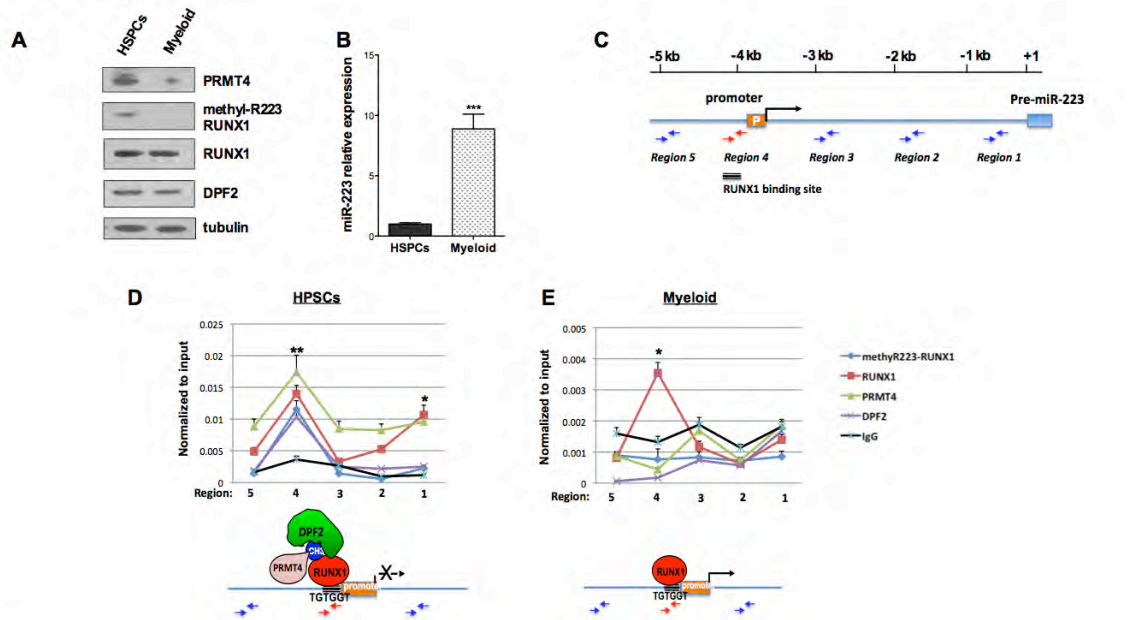 A
HSPCs
Myeloid
PRMT4
methyl-R223
RUNX1
RUNX1
DPF2
tubulin
B
miR-223 relative expression
15
10
5
0
***
HSPCs
Myeloid
C
-5 kb
-4 kb
-3 kb
-2 kb
-1 kb
+1
promoter
Pre-miR-223
P
Region 5
Region 4
Region 3
Region 2
Region 1
RUNX1 binding site
D
HPSCs
Normalized to input
0.025
0.02
0.015
0.01
0.005
0
**
*
Region:
5
4
3
2
1
DPF2
CH3
PRMT4
RUNX1
promote
X
TGTGGT
E
Myeloid
Normalized to input
0.005
0.004
0.003
0.002
0.001
0
*
Region:
5
4
3
2
1
methyR223-RUNX1
RUNX1
PRMT4
DPF2
IgG
RUNX1
promote
TGTGGT